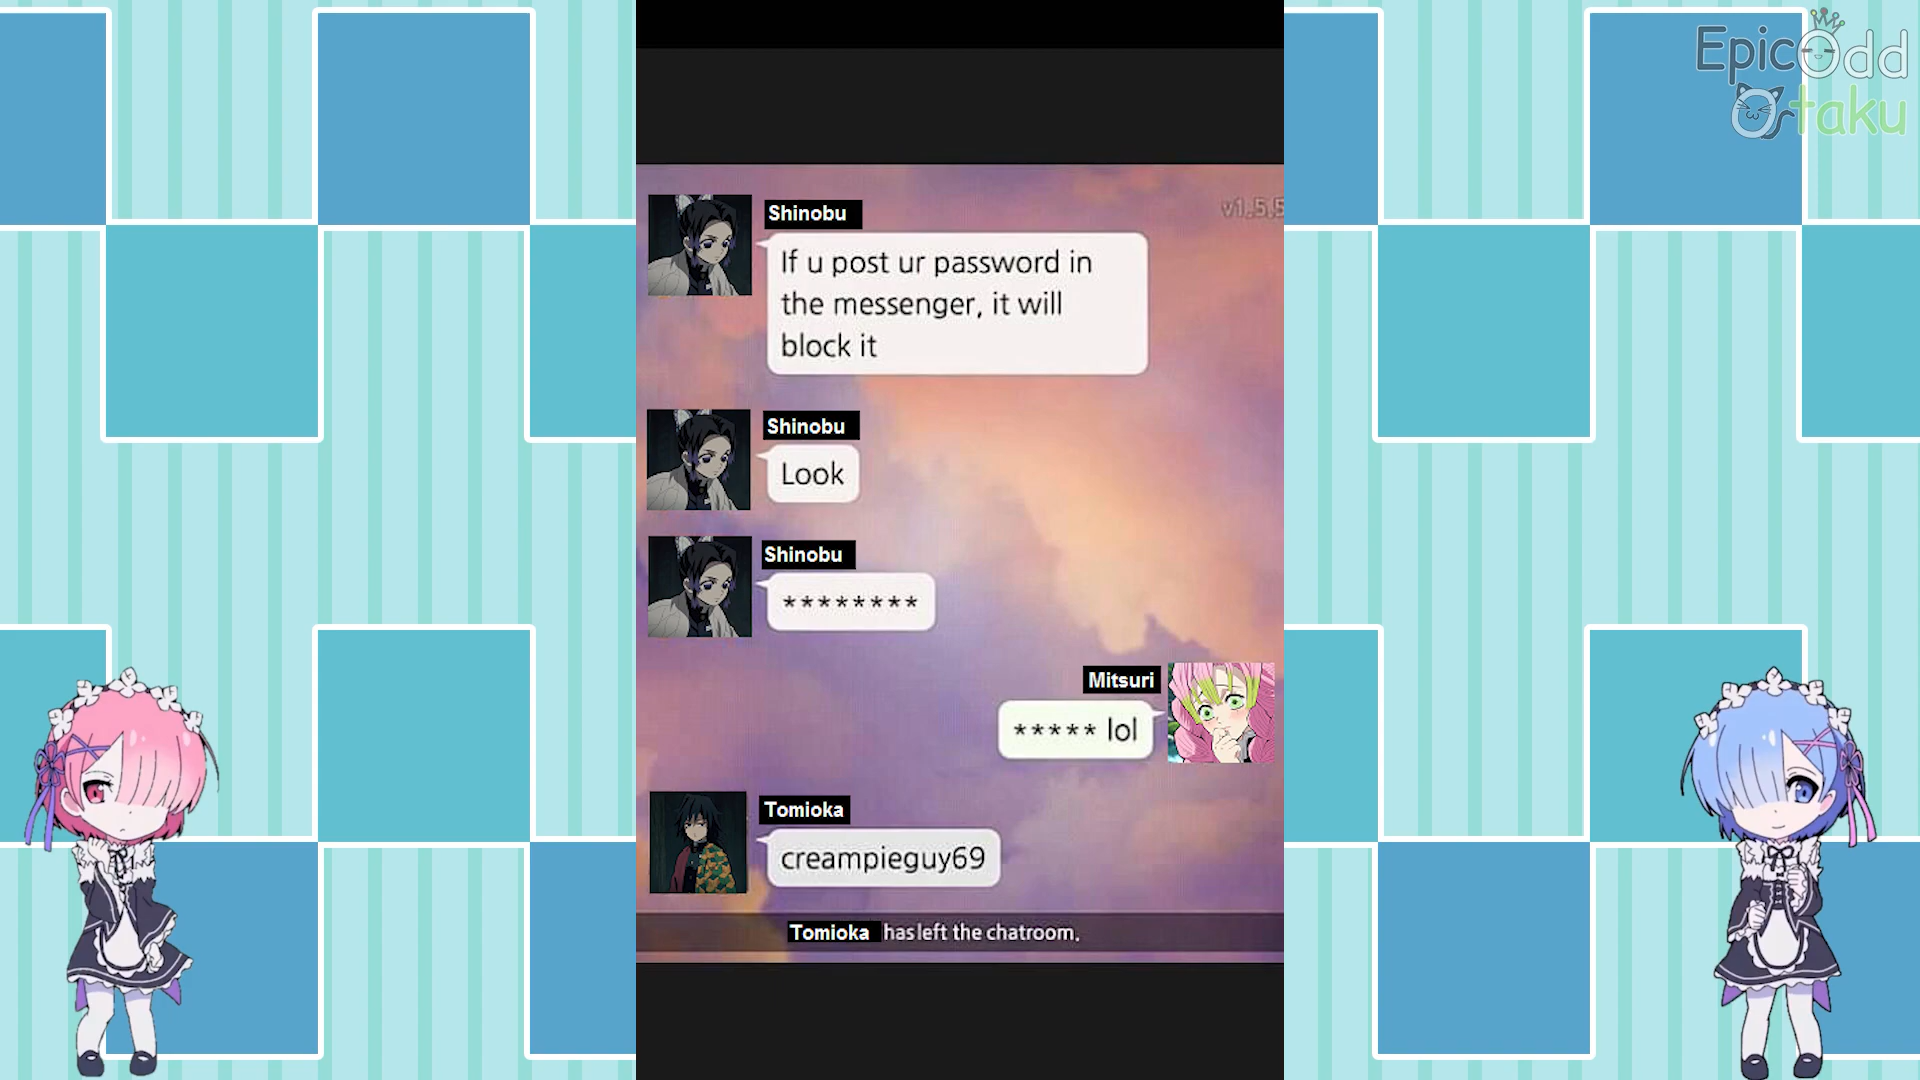 EpicOdd
Otaku
v1.5.5
Shinobu
If u post ur password in
the messenger, it will
block it
Shinobu
Look
Shinobu
********
Mitsuri
***** lol
Tomioka
creampieguy69
Tomioka has left the chatroom.